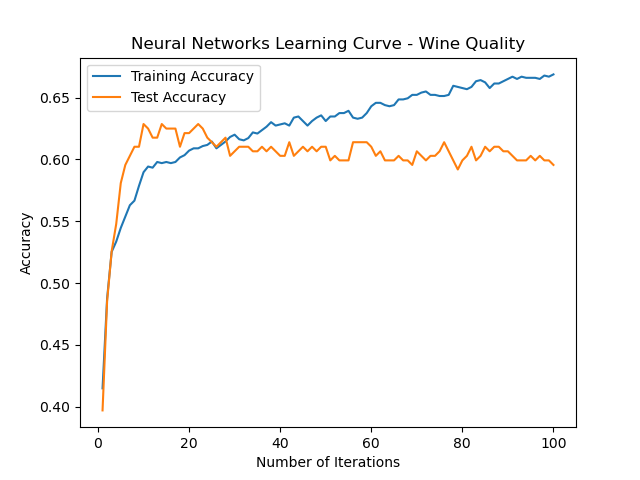 Neural Networks Learning Curve - Wine Quality
Training Accuracy
Test Accuracy
Accuracy
0.65
0.60
0.55
0.50
0.45
0.40
0
20
40
60
80
100
Number of Iterations